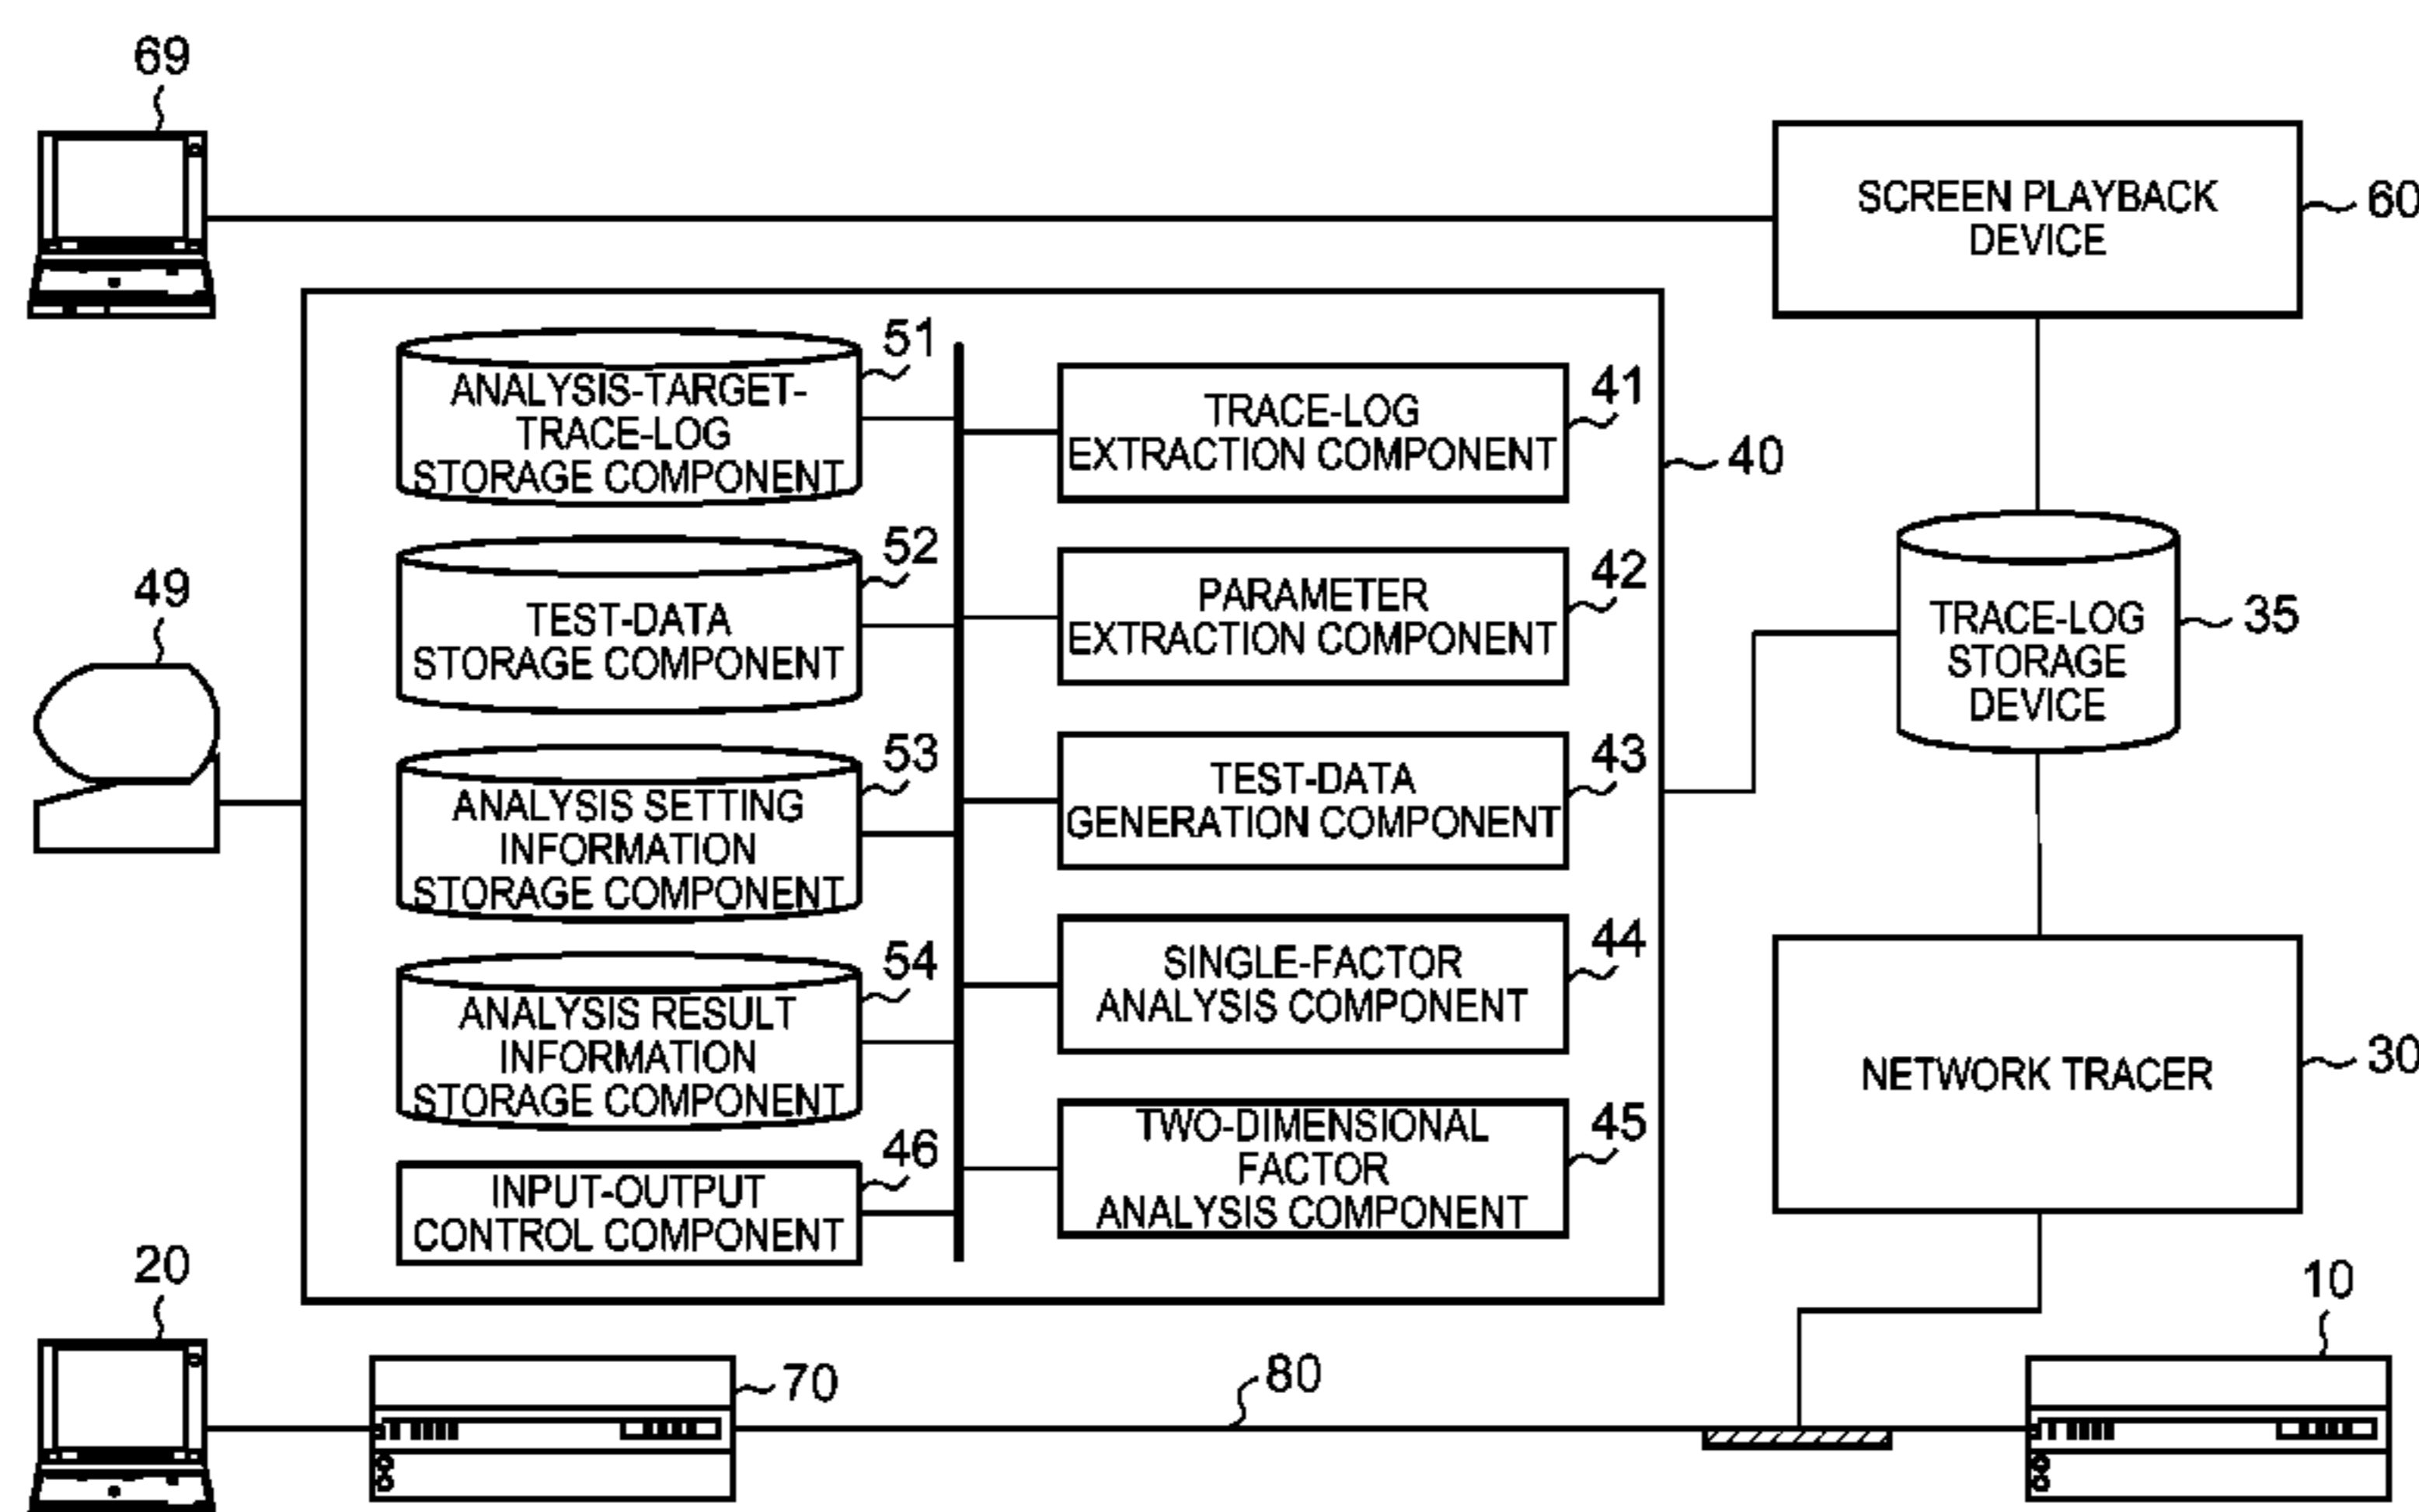 69
SCREEN PLAYBACK
DEVICE
60
51
ANALYSIS-TARGET-
TRACE-LOG
STORAGE COMPONENT
41
TRACE-LOG
EXTRACTION COMPONENT
40
52
TEST-DATA
STORAGE COMPONENT
42
PARAMETER
EXTRACTION COMPONENT
49
TRACE-LOG
STORAGE
DEVICE
35
53
ANALYSIS SETTING
INFORMATION
STORAGE COMPONENT
43
TEST-DATA
GENERATION COMPONENT
54
ANALYSIS RESULT
INFORMATION
STORAGE COMPONENT
44
SINGLE-FACTOR
ANALYSIS COMPONENT
NETWORK TRACER
30
46
INPUT-OUTPUT
CONTROL COMPONENT
45
TWO-DIMENSIONAL
FACTOR
ANALYSIS COMPONENT
20
70
80
10